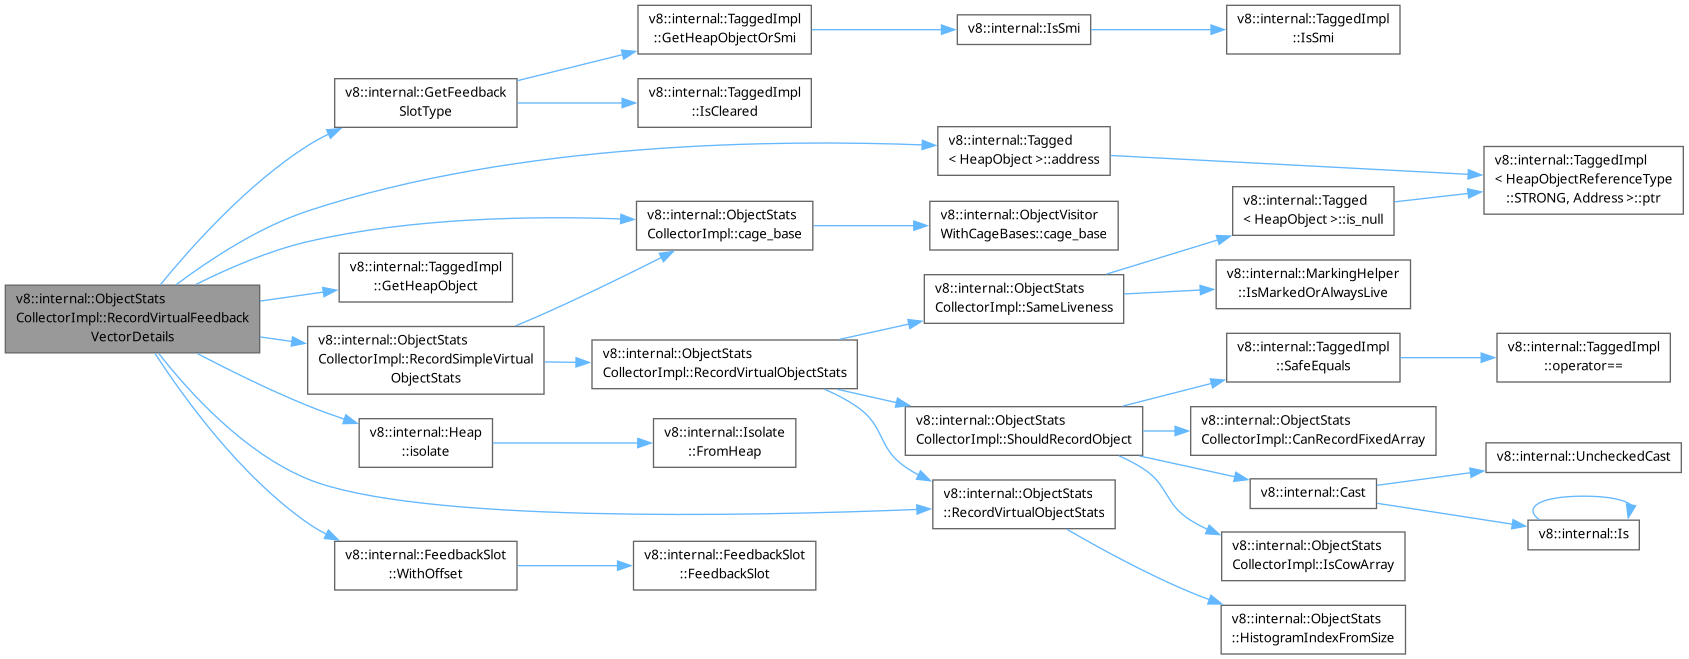 v8::internal::TaggedImpl
::GetHeapObjectOrSmi
v8::internal::IsSmi
v8::internal::TaggedImpl
::IsSmi
v8::internal::GetFeedback
SlotType
v8::internal::TaggedImpl
::IsCleared
v8::internal::Tagged
< HeapObject >::address
v8::internal::TaggedImpl
< HeapObjectReferenceType
::STRONG, Address >::ptr
v8::internal::Tagged
< HeapObject >::is_null
v8::internal::ObjectStats
CollectorImpl::cage_base
v8::internal::ObjectVisitor
WithCageBases::cage_base
v8::internal::TaggedImpl
::GetHeapObject
v8::internal::MarkingHelper
::IsMarkedOrAlwaysLive
v8::internal::ObjectStats
CollectorImpl::SameLiveness
v8::internal::ObjectStats
CollectorImpl::RecordVirtualFeedback
VectorDetails
v8::internal::ObjectStats
CollectorImpl::RecordSimpleVirtual
ObjectStats
v8::internal::ObjectStats
CollectorImpl::RecordVirtualObjectStats
v8::internal::TaggedImpl
::SafeEquals
v8::internal::TaggedImpl
::operator==
v8::internal::Heap
::isolate
v8::internal::Isolate
::FromHeap
v8::internal::ObjectStats
CollectorImpl::ShouldRecordObject
v8::internal::ObjectStats
CollectorImpl::CanRecordFixedArray
v8::internal::UncheckedCast
v8::internal::Cast
v8::internal::ObjectStats
::RecordVirtualObjectStats
v8::internal::Is
v8::internal::FeedbackSlot
::WithOffset
v8::internal::FeedbackSlot
::FeedbackSlot
v8::internal::ObjectStats
CollectorImpl::IsCowArray
v8::internal::ObjectStats
::HistogramIndexFromSize